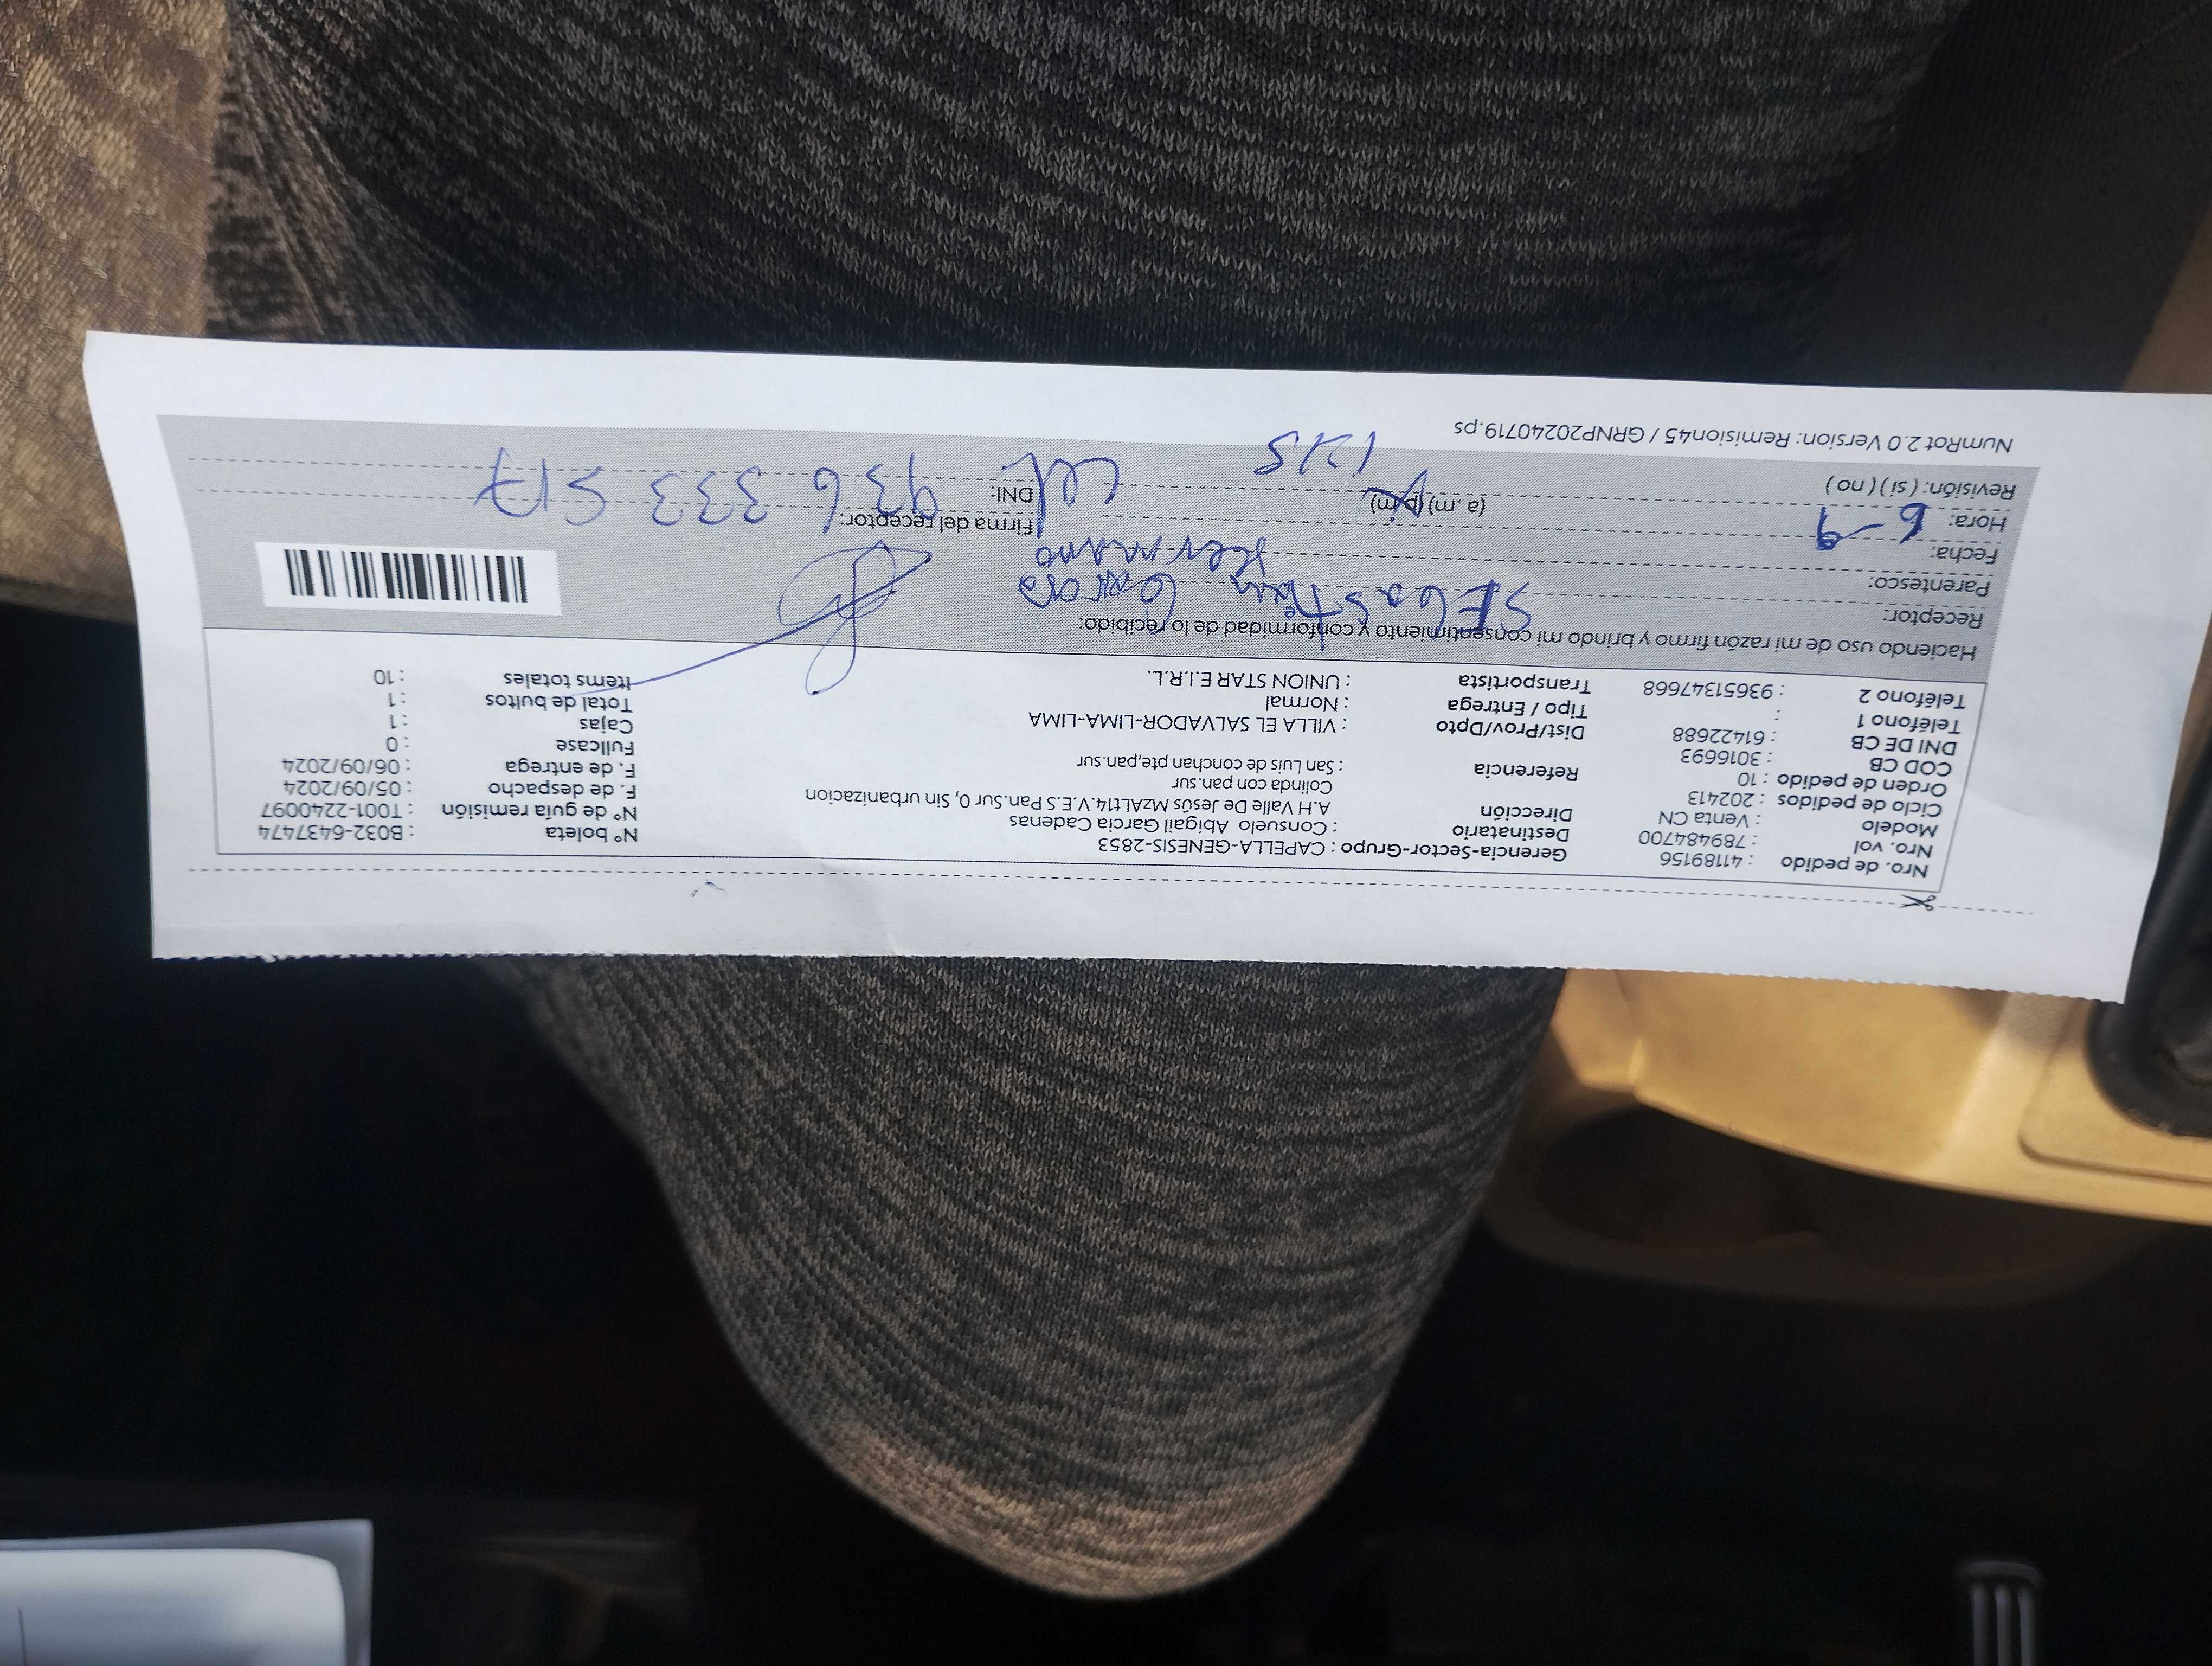 Nro. de pedido : 41189156
Nro. vol : 789484700
Modelo : Venta CN
Ciclo de pedidos : 202413
Orden de pedido : 10
COD CB : 3016693
DNI DE CB : 61422688
Teléfono 1 :
Teléfono 2 : 93651347668
Gerencia-Sector-Grupo : CAPELLA-GENESIS-2853
Destinatario : Consuelo Abigail Garcia Cadenas
Dirección A.H Valle De Jesús MzALt14.V.E.S Pan.Sur 0, Sin urbanizacion
Colinda con pan.sur
Referencia : San Luis de conchan pte,pan.sur
Dist/Prov/Dpto : VILLA EL SALVADOR-LIMA-LIMA
Tipo / Entrega : Normal
Transportista : UNION STAR E.I.R.L.
N° boleta : B032-6437474
N° de guía remisión : T001-2240097
F. de despacho : 05/09/2024
F. de entrega : 06/09/2024
Fullcase : 0
Cajas : 1
Total de bultos : 1
Items totales : 10
Haciendo uso de mi razón firmo y brindo mi consentimiento y conformidad de lo recibido:
Receptor: SEbastian
Parentesco: Hermano
Fecha: 6-9
Hora: (a.m) (p.m) 1215
Revisión: (si) (no)
Firma del receptor:
DNI: Cel 936 333 517
NumRot 2.0 Version: Remision45 / GRNP20240719.ps